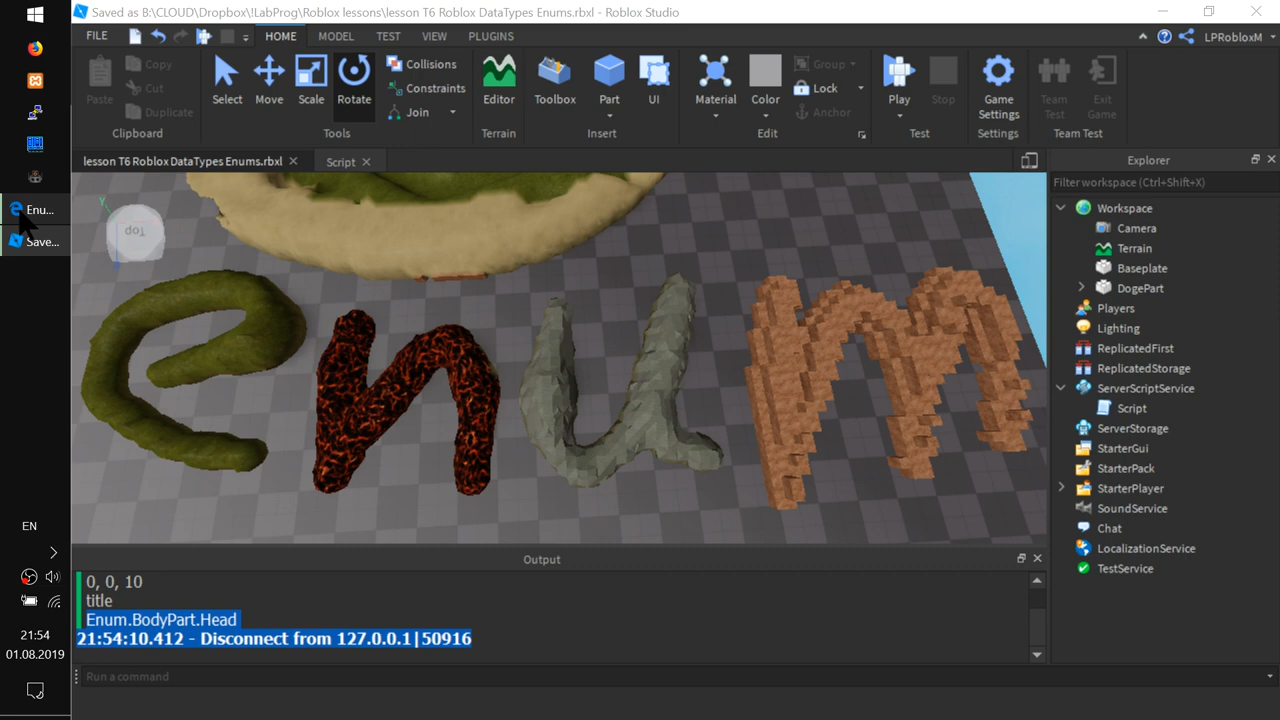 Saved as B:\CLOUD\Dropbox\!LabProg\Roblox lessons\lesson T6 Roblox DataTypes Enums.rbxl - Roblox Studio
FILE HOME MODEL TEST VIEW PLUGINS LPRobloxM
Paste Copy Cut Duplicate Clipboard
Select Move Scale Rotate Collisions Constraints Join Tools
Editor Terrain
Toolbox Part UI Insert
Material Color Group Lock Anchor Edit
Play Stop Test
Game Settings Settings
Team Test Exit Game Team Test
lesson T6 Roblox DataTypes Enums.rbxl Script
Explorer
Filter workspace (Ctrl+Shift+X)
Workspace
Camera
Terrain
Baseplate
DogePart
Players
Lighting
ReplicatedFirst
ReplicatedStorage
ServerScriptService
Script
ServerStorage
StarterGui
StarterPack
StarterPlayer
SoundService
Chat
LocalizationService
TestService
Enu...
Save...
y
Top
enum
Output
0, 0, 10
title
Enum.BodyPart.Head
21:54:10.412 - Disconnect from 127.0.0.1|50916
Run a command
EN
21:54
01.08.2019